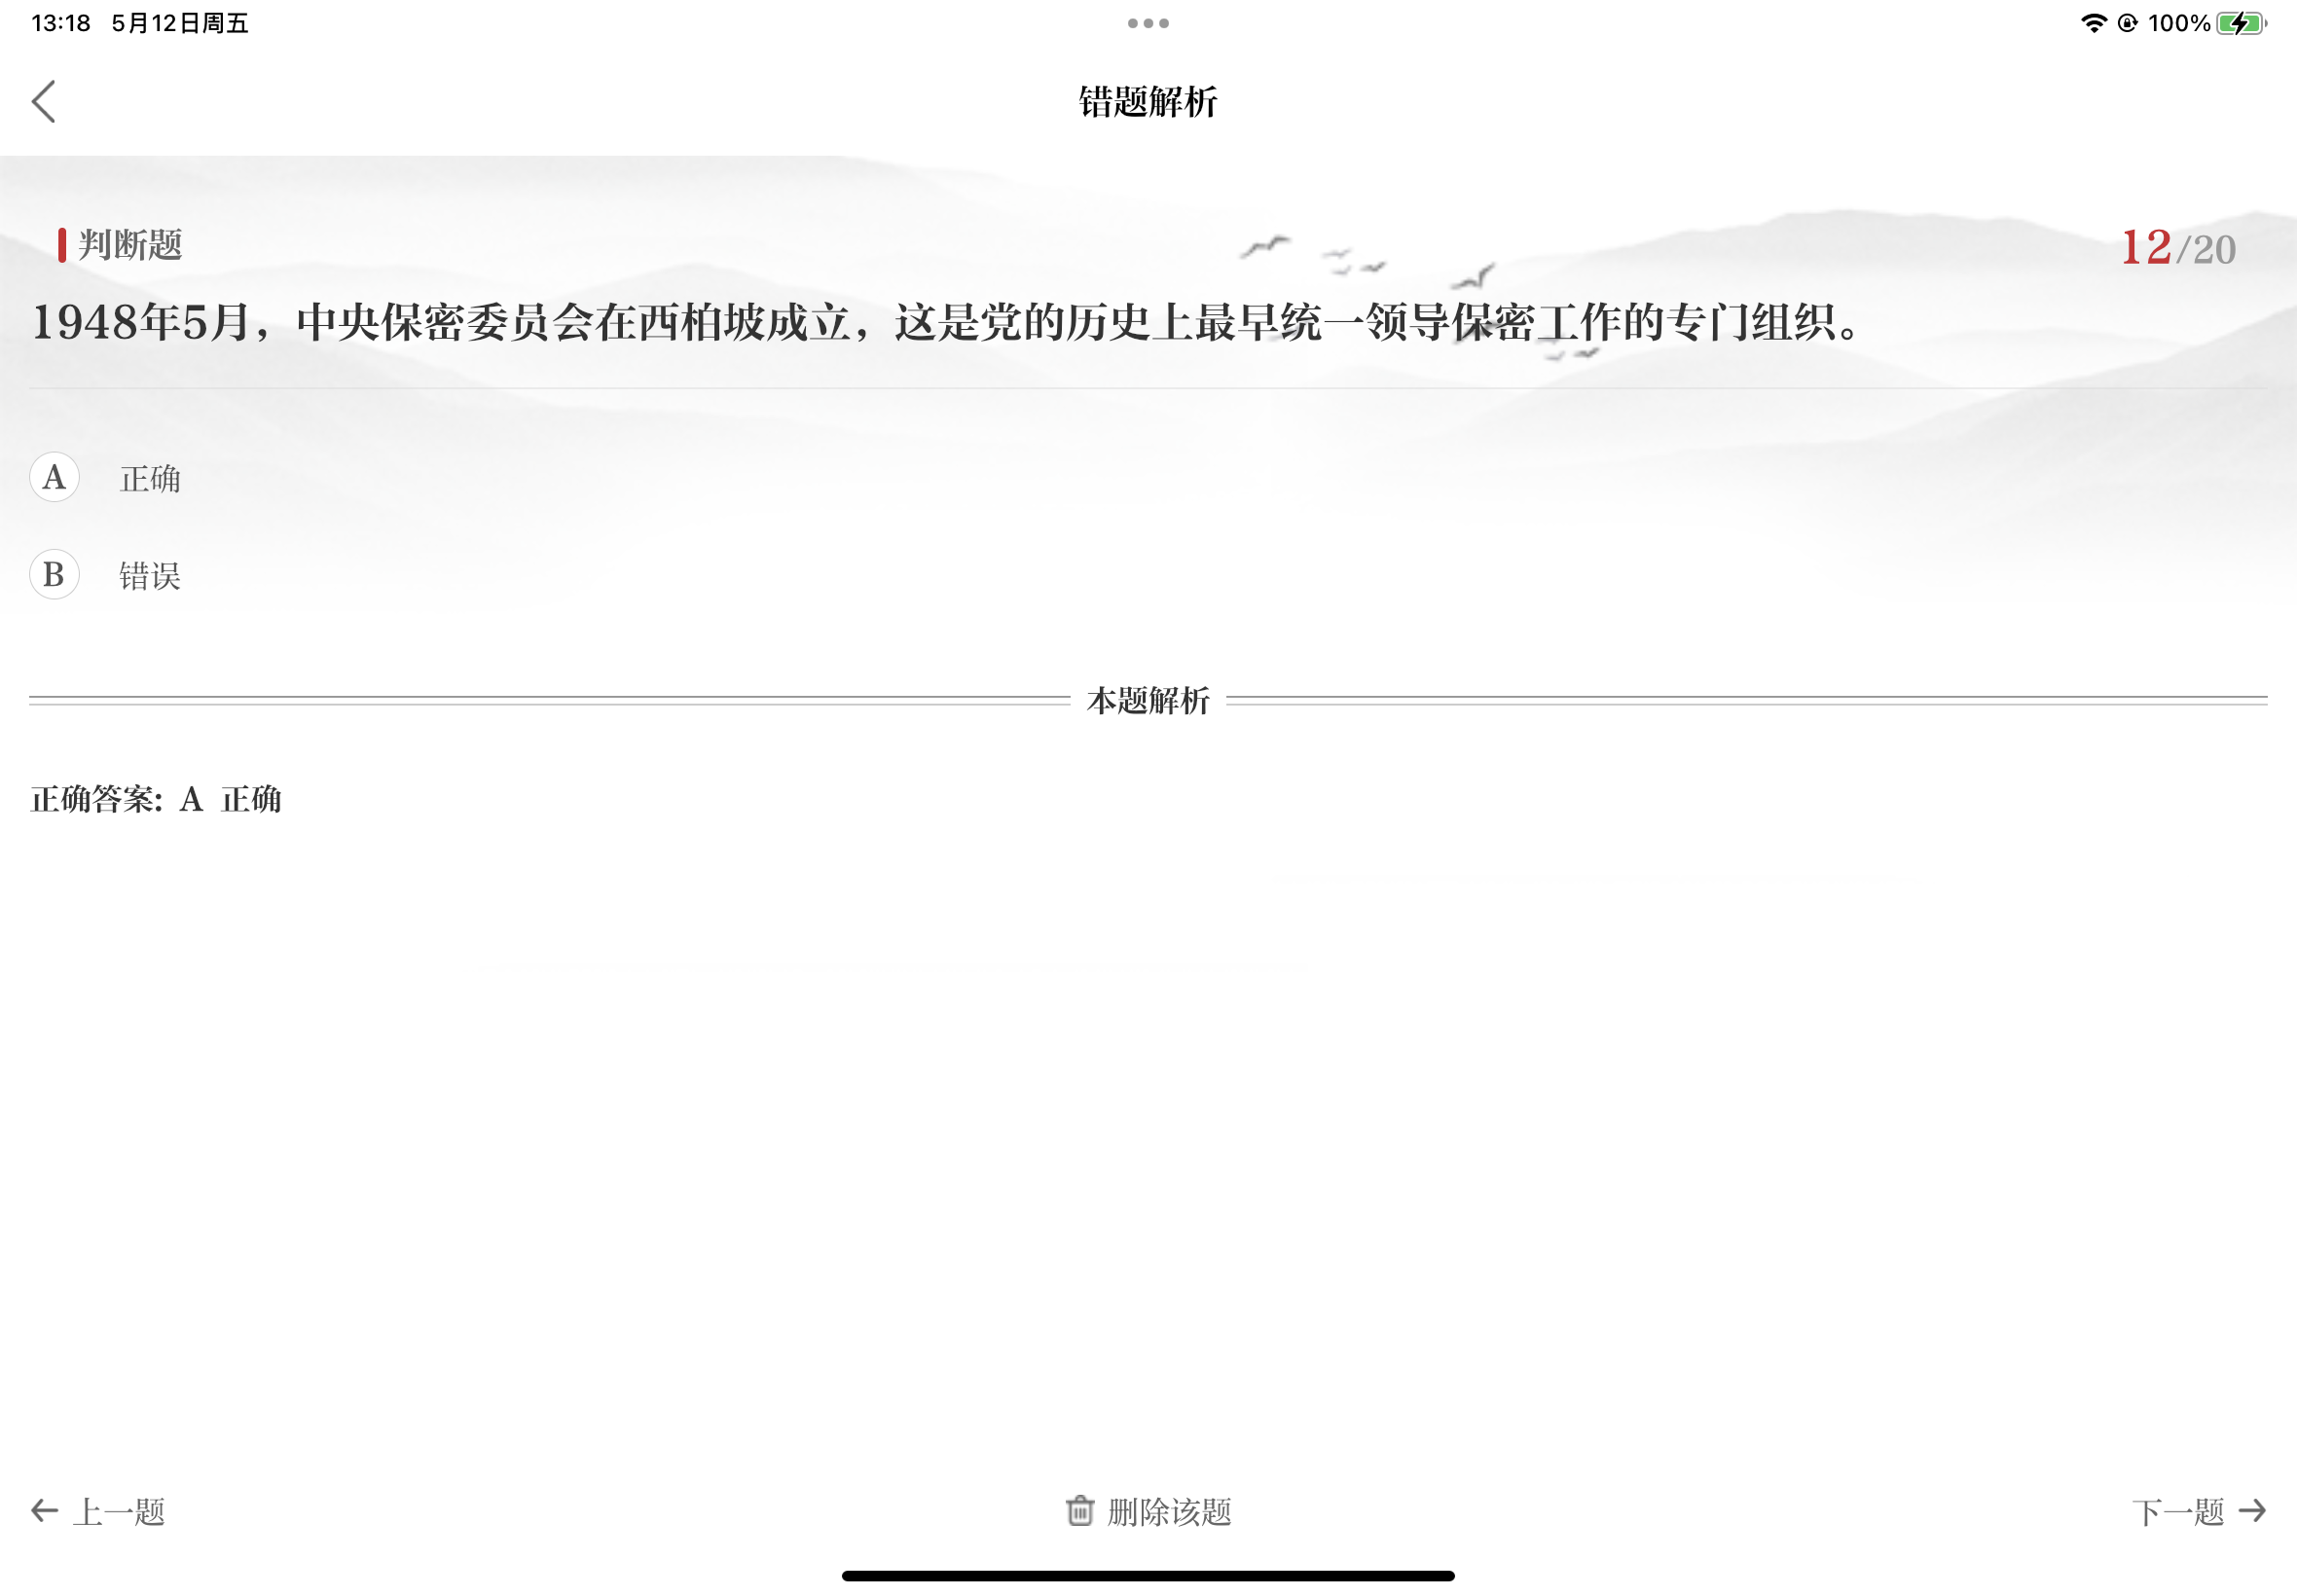 13:18 5月12日周五
100%
错题解析
判断题
12/20
1948年5月，中央保密委员会在西柏坡成立，这是党的历史上最早统一领导保密工作的专门组织。
A 正确
B 错误
本题解析
正确答案: A 正确
上一题
删除该题
下一题